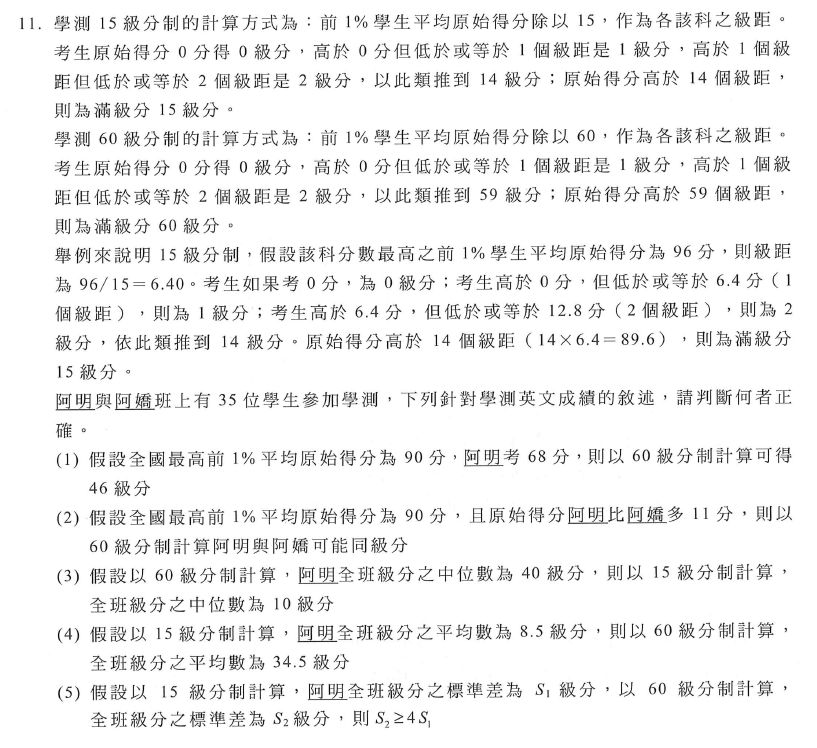 11. 學測 15 級分制的計算方式為：前 1% 學生平均原始得分除以 15，作為各該科之級距。
考生原始得分 0 分得 0 級分，高於 0 分但低於或等於 1 個級距是 1 級分，高於 1 個級
距但低於或等於 2 個級距是 2 級分，以此類推到 14 級分；原始得分高於 14 個級距，
則為滿級分 15 級分。
學測 60 級分制的計算方式為：前 1% 學生平均原始得分除以 60，作為各該科之級距。
考生原始得分 0 分得 0 級分，高於 0 分但低於或等於 1 個級距是 1 級分，高於 1 個級
距但低於或等於 2 個級距是 2 級分，以此類推到 59 級分；原始得分高於 59 個級距，
則為滿級分 60 級分。
舉例來說明 15 級分制，假設該科分數最高之前 1% 學生平均原始得分為 96 分，則級距
為 96/15＝6.40。考生如果考 0 分，為 0 級分；考生高於 0 分，但低於或等於 6.4 分（1
個級距），則為 1 級分；考生高於 6.4 分，但低於或等於 12.8 分（2 個級距），則為 2
級分，依此類推到 14 級分。原始得分高於 14 個級距（14×6.4＝89.6），則為滿級分
15 級分。
阿明與阿嬌班上有 35 位學生參加學測，下列針對學測英文成績的敘述，請判斷何者正
確。
(1) 假設全國最高前 1% 平均原始得分為 90 分，阿明考 68 分，則以 60 級分制計算可得
46 級分
(2) 假設全國最高前 1% 平均原始得分為 90 分，且原始得分阿明比阿嬌多 11 分，則以
60 級分制計算阿明與阿嬌可能同級分
(3) 假設以 60 級分制計算，阿明全班級分之中位數為 40 級分，則以 15 級分制計算，
全班級分之中位數為 10 級分
(4) 假設以 15 級分制計算，阿明全班級分之平均數為 8.5 級分，則以 60 級分制計算，
全班級分之平均數為 34.5 級分
(5) 假設以 15 級分制計算，阿明全班級分之標準差為 S₁ 級分，以 60 級分制計算，
全班級分之標準差為 S₂ 級分，則 S₂≥4S₁